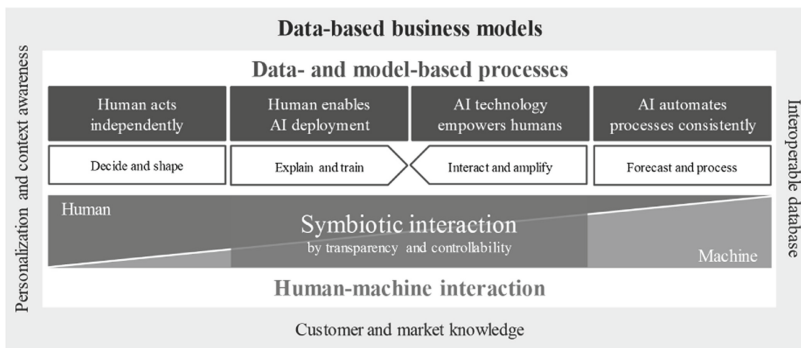 Data-based business models
Personalization and context awareness
Data- and model-based processes
Human acts
independently
Human enables
AI deployment
AI technology
empowers humans
AI automates
processes consistently
Decide and shape
Explain and train
Interact and amplify
Forecast and process
Human
Symbiotic interaction
by transparency and controllability
Machine
Human-machine interaction
Interoperable database
Customer and market knowledge